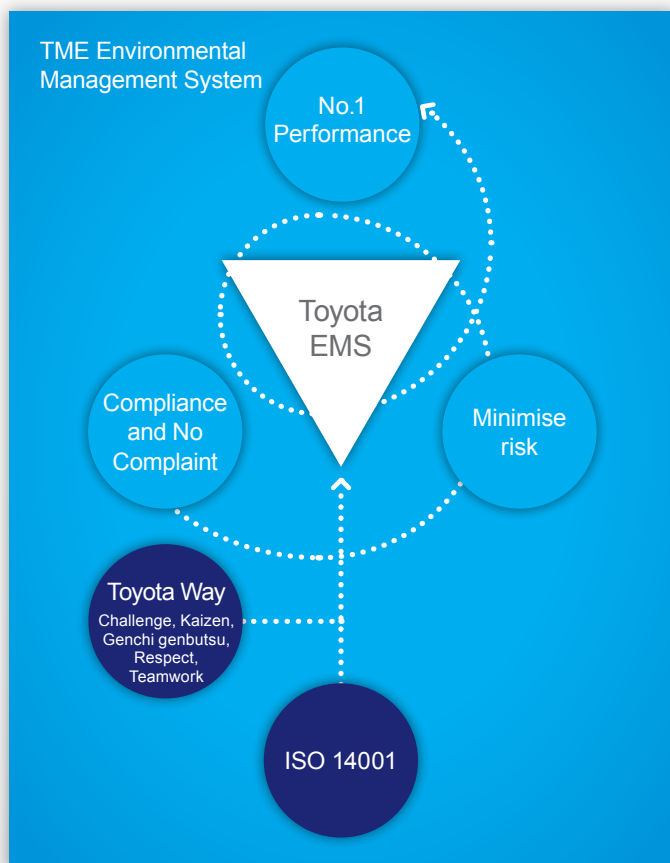 TME Environmental
Management System
No.1
Performance
Toyota
EMS
Compliance
and No
Complaint
Minimise
risk
Toyota Way
Challenge, Kaizen,
Genchi genbutsu,
Respect,
Teamwork
ISO 14001